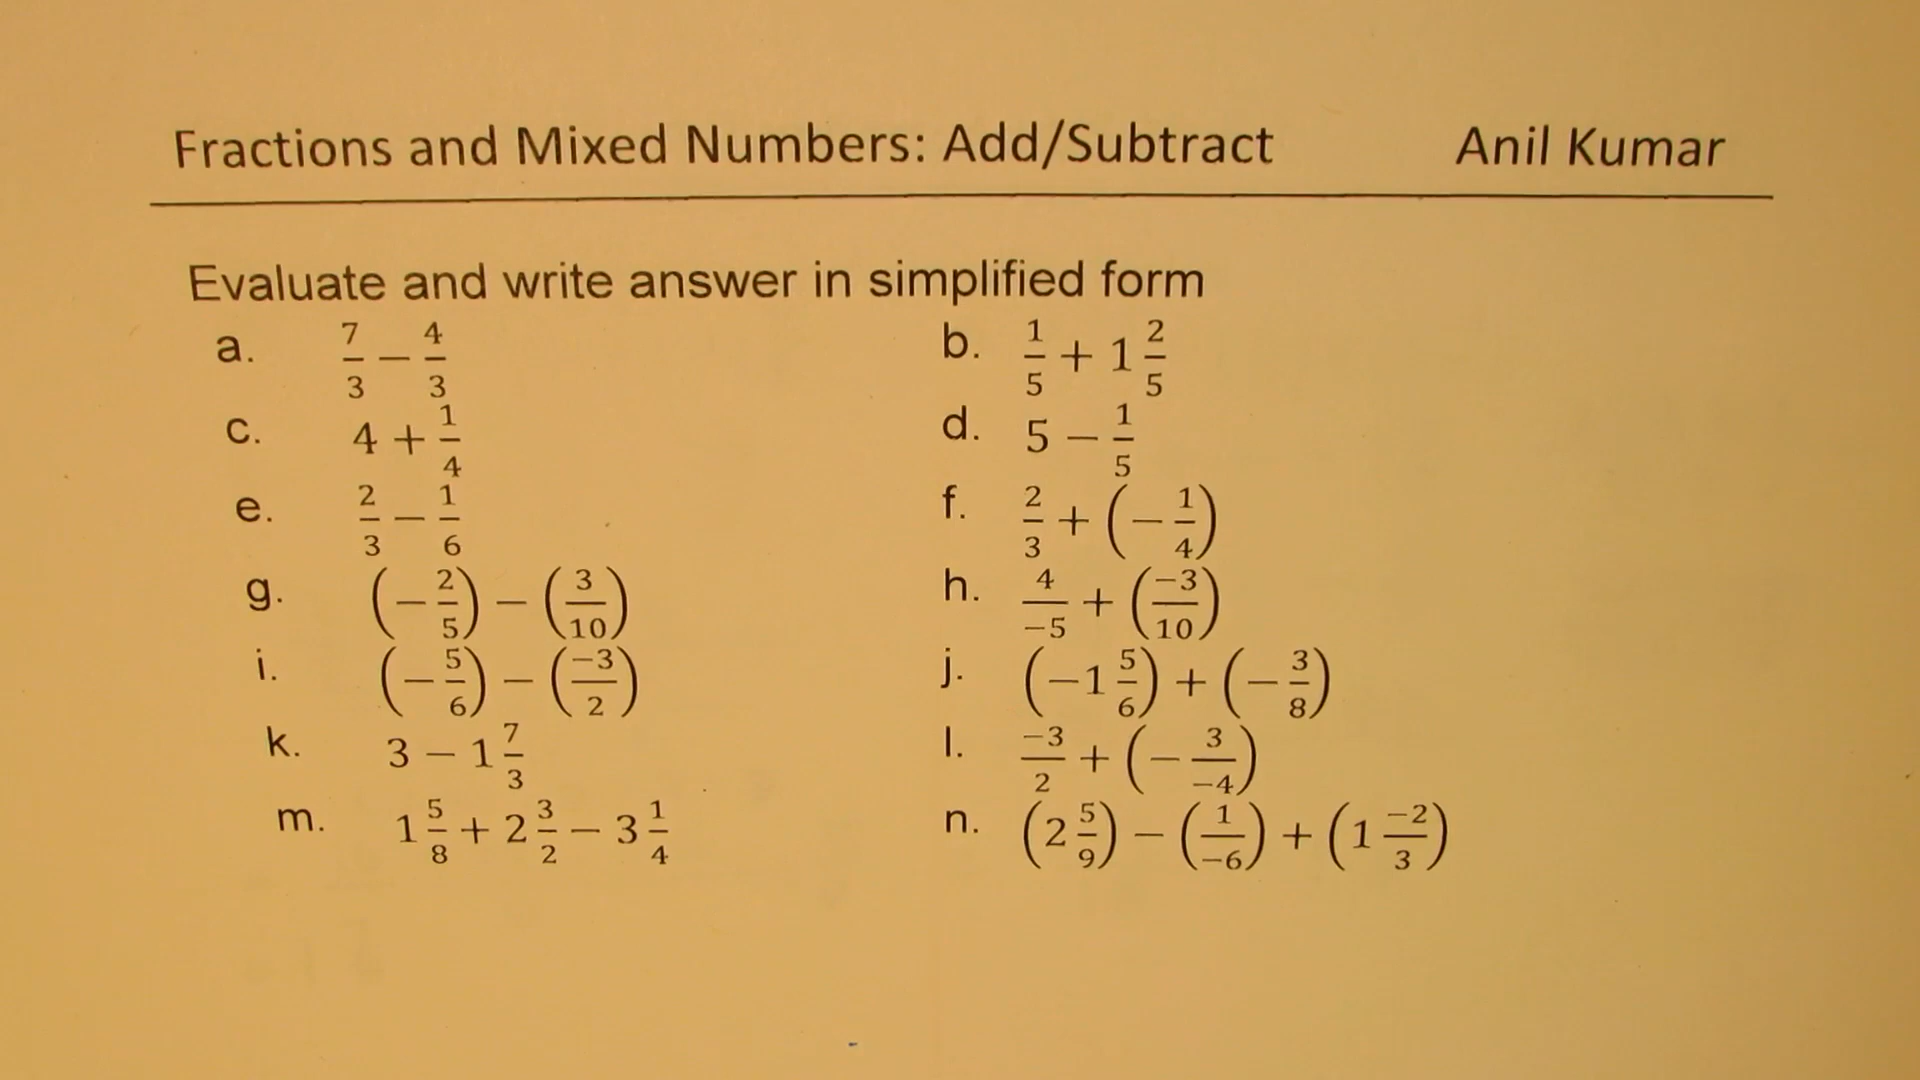 Fractions and Mixed Numbers: Add/Subtract Anil Kumar
Evaluate and write answer in simplified form
a. 7/3 − 4/3 b. 1/5 + 1 2/5
c. 4 + 1/4 d. 5 − 1/5
e. 2/3 − 1/6 f. 2/3 + (− 1/4)
g. (− 2/5) − (3/10) h. 4/−5 + (−3/10)
i. (− 5/6) − (−3/2) j. (−1 5/6) + (− 3/8)
k. 3 − 1 7/3 l. −3/2 + (− 3/−4)
m. 1 5/8 + 2 3/2 − 3 1/4 n. (2 5/9) − (1/−6) + (1 −2/3)